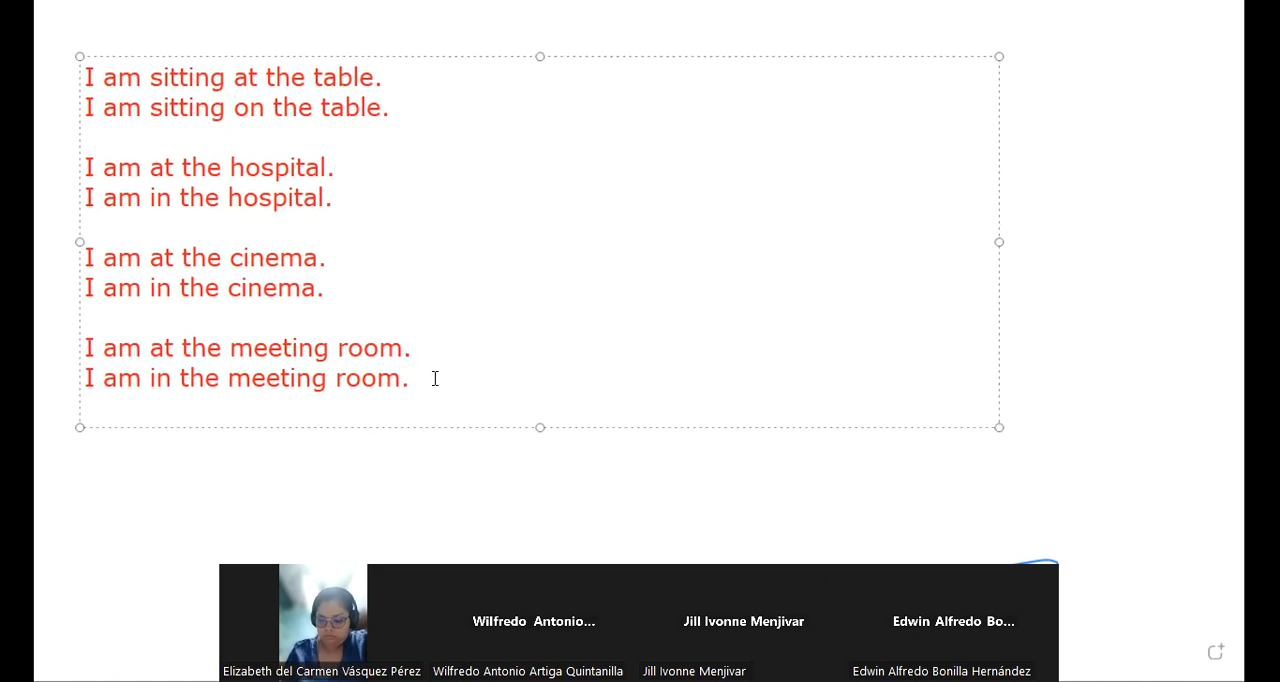 I am sitting at the table.
I am sitting on the table.
I am at the hospital.
I am in the hospital.
I am at the cinema.
I am in the cinema.
I am at the meeting room.
I am in the meeting room.
Wilfredo Antonio...
Jill Ivonne Menjivar
Edwin Alfredo Bo...
Elizabeth del Carmen Vásquez Pérez
Wilfredo Antonio Artiga Quintanilla
Jill Ivonne Menjivar
Edwin Alfredo Bonilla Hernández